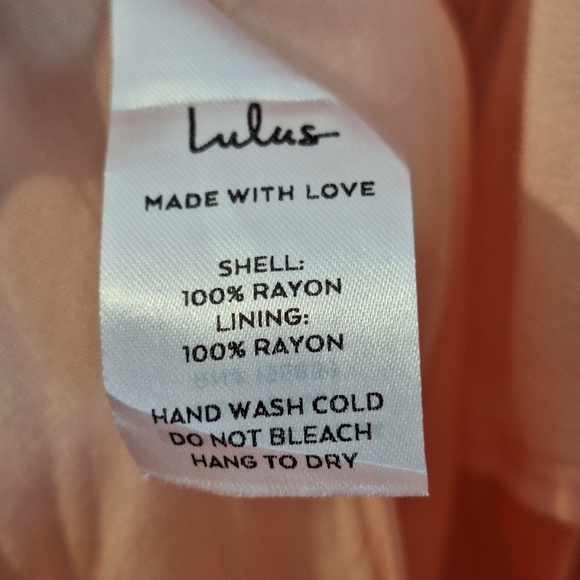 Lulus
MADE WITH LOVE
SHELL:
100% RAYON
LINING:
100% RAYON
HAND WASH COLD
DO NOT BLEACH
HANG TO DRY